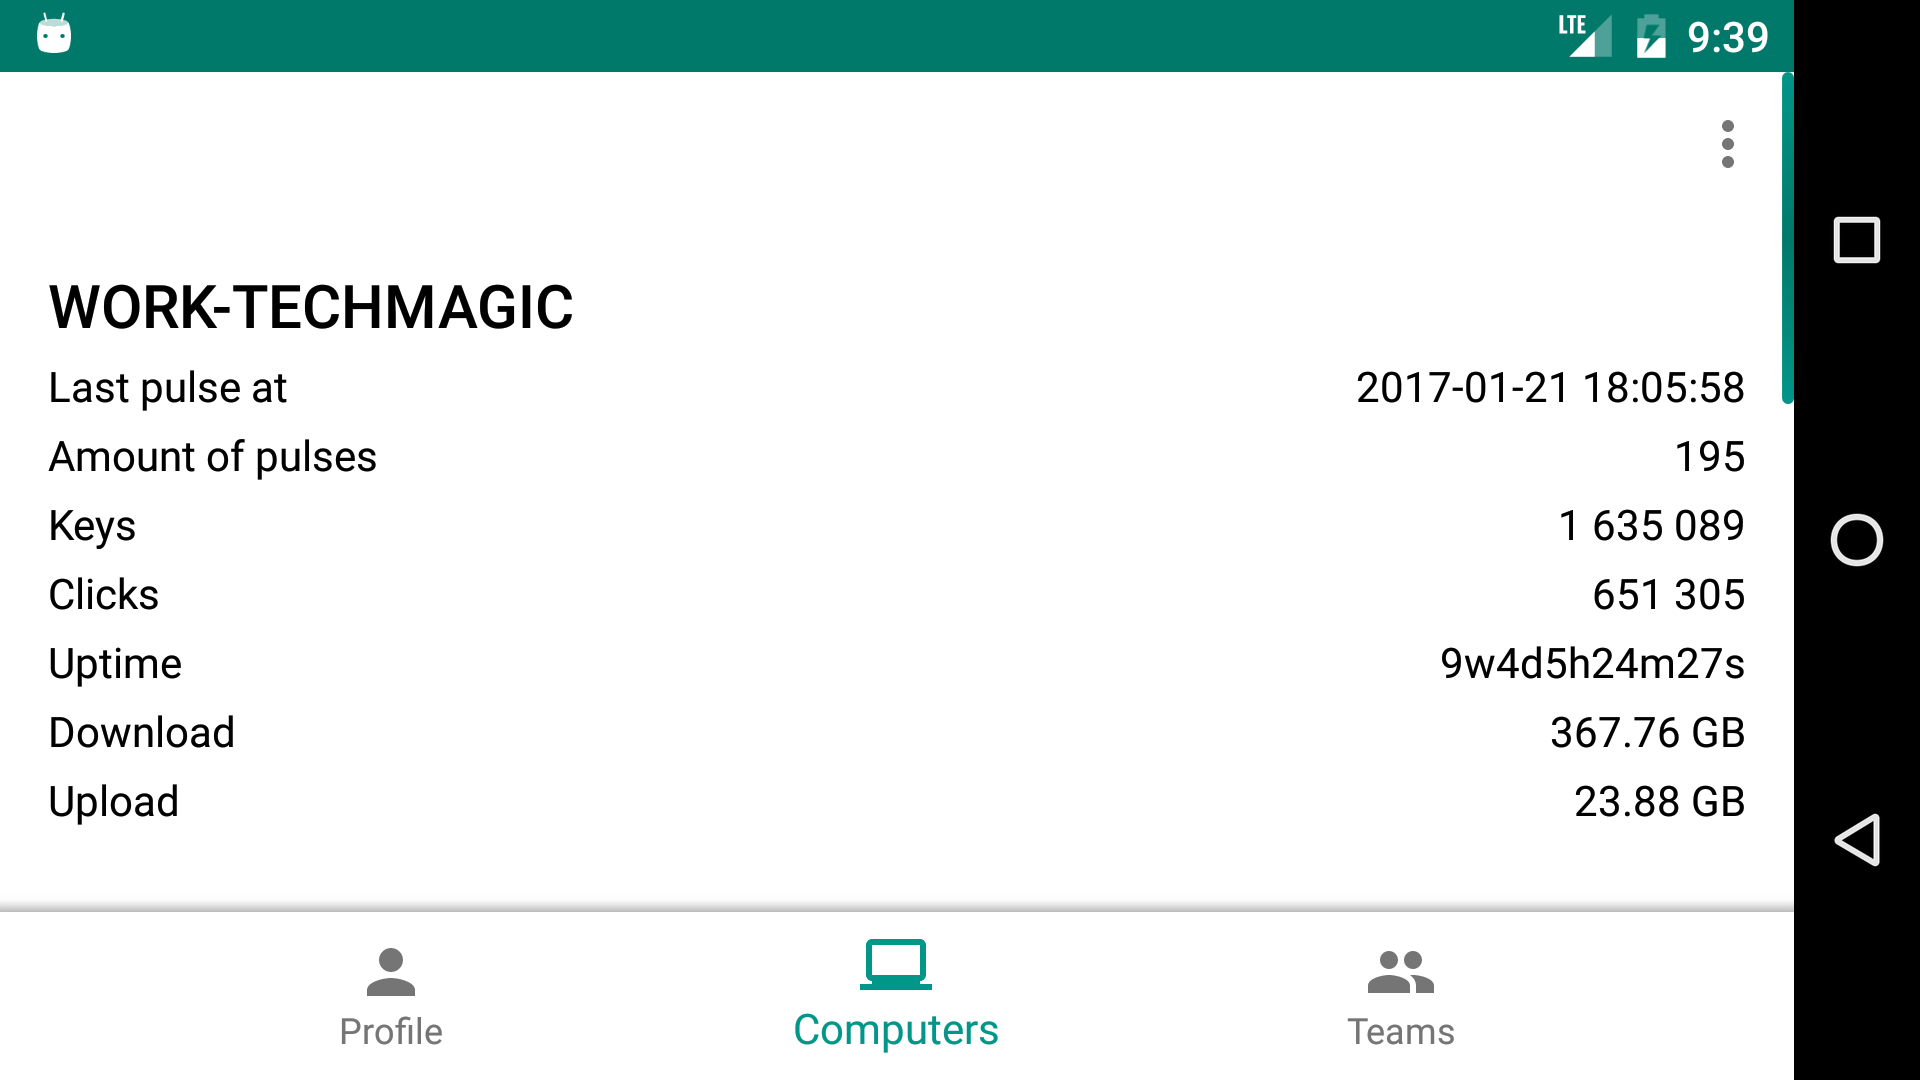 LTE 9:39
WORK-TECHMAGIC
Last pulse at 2017-01-21 18:05:58
Amount of pulses 195
Keys 1 635 089
Clicks 651 305
Uptime 9w4d5h24m27s
Download 367.76 GB
Upload 23.88 GB
Profile Computers Teams